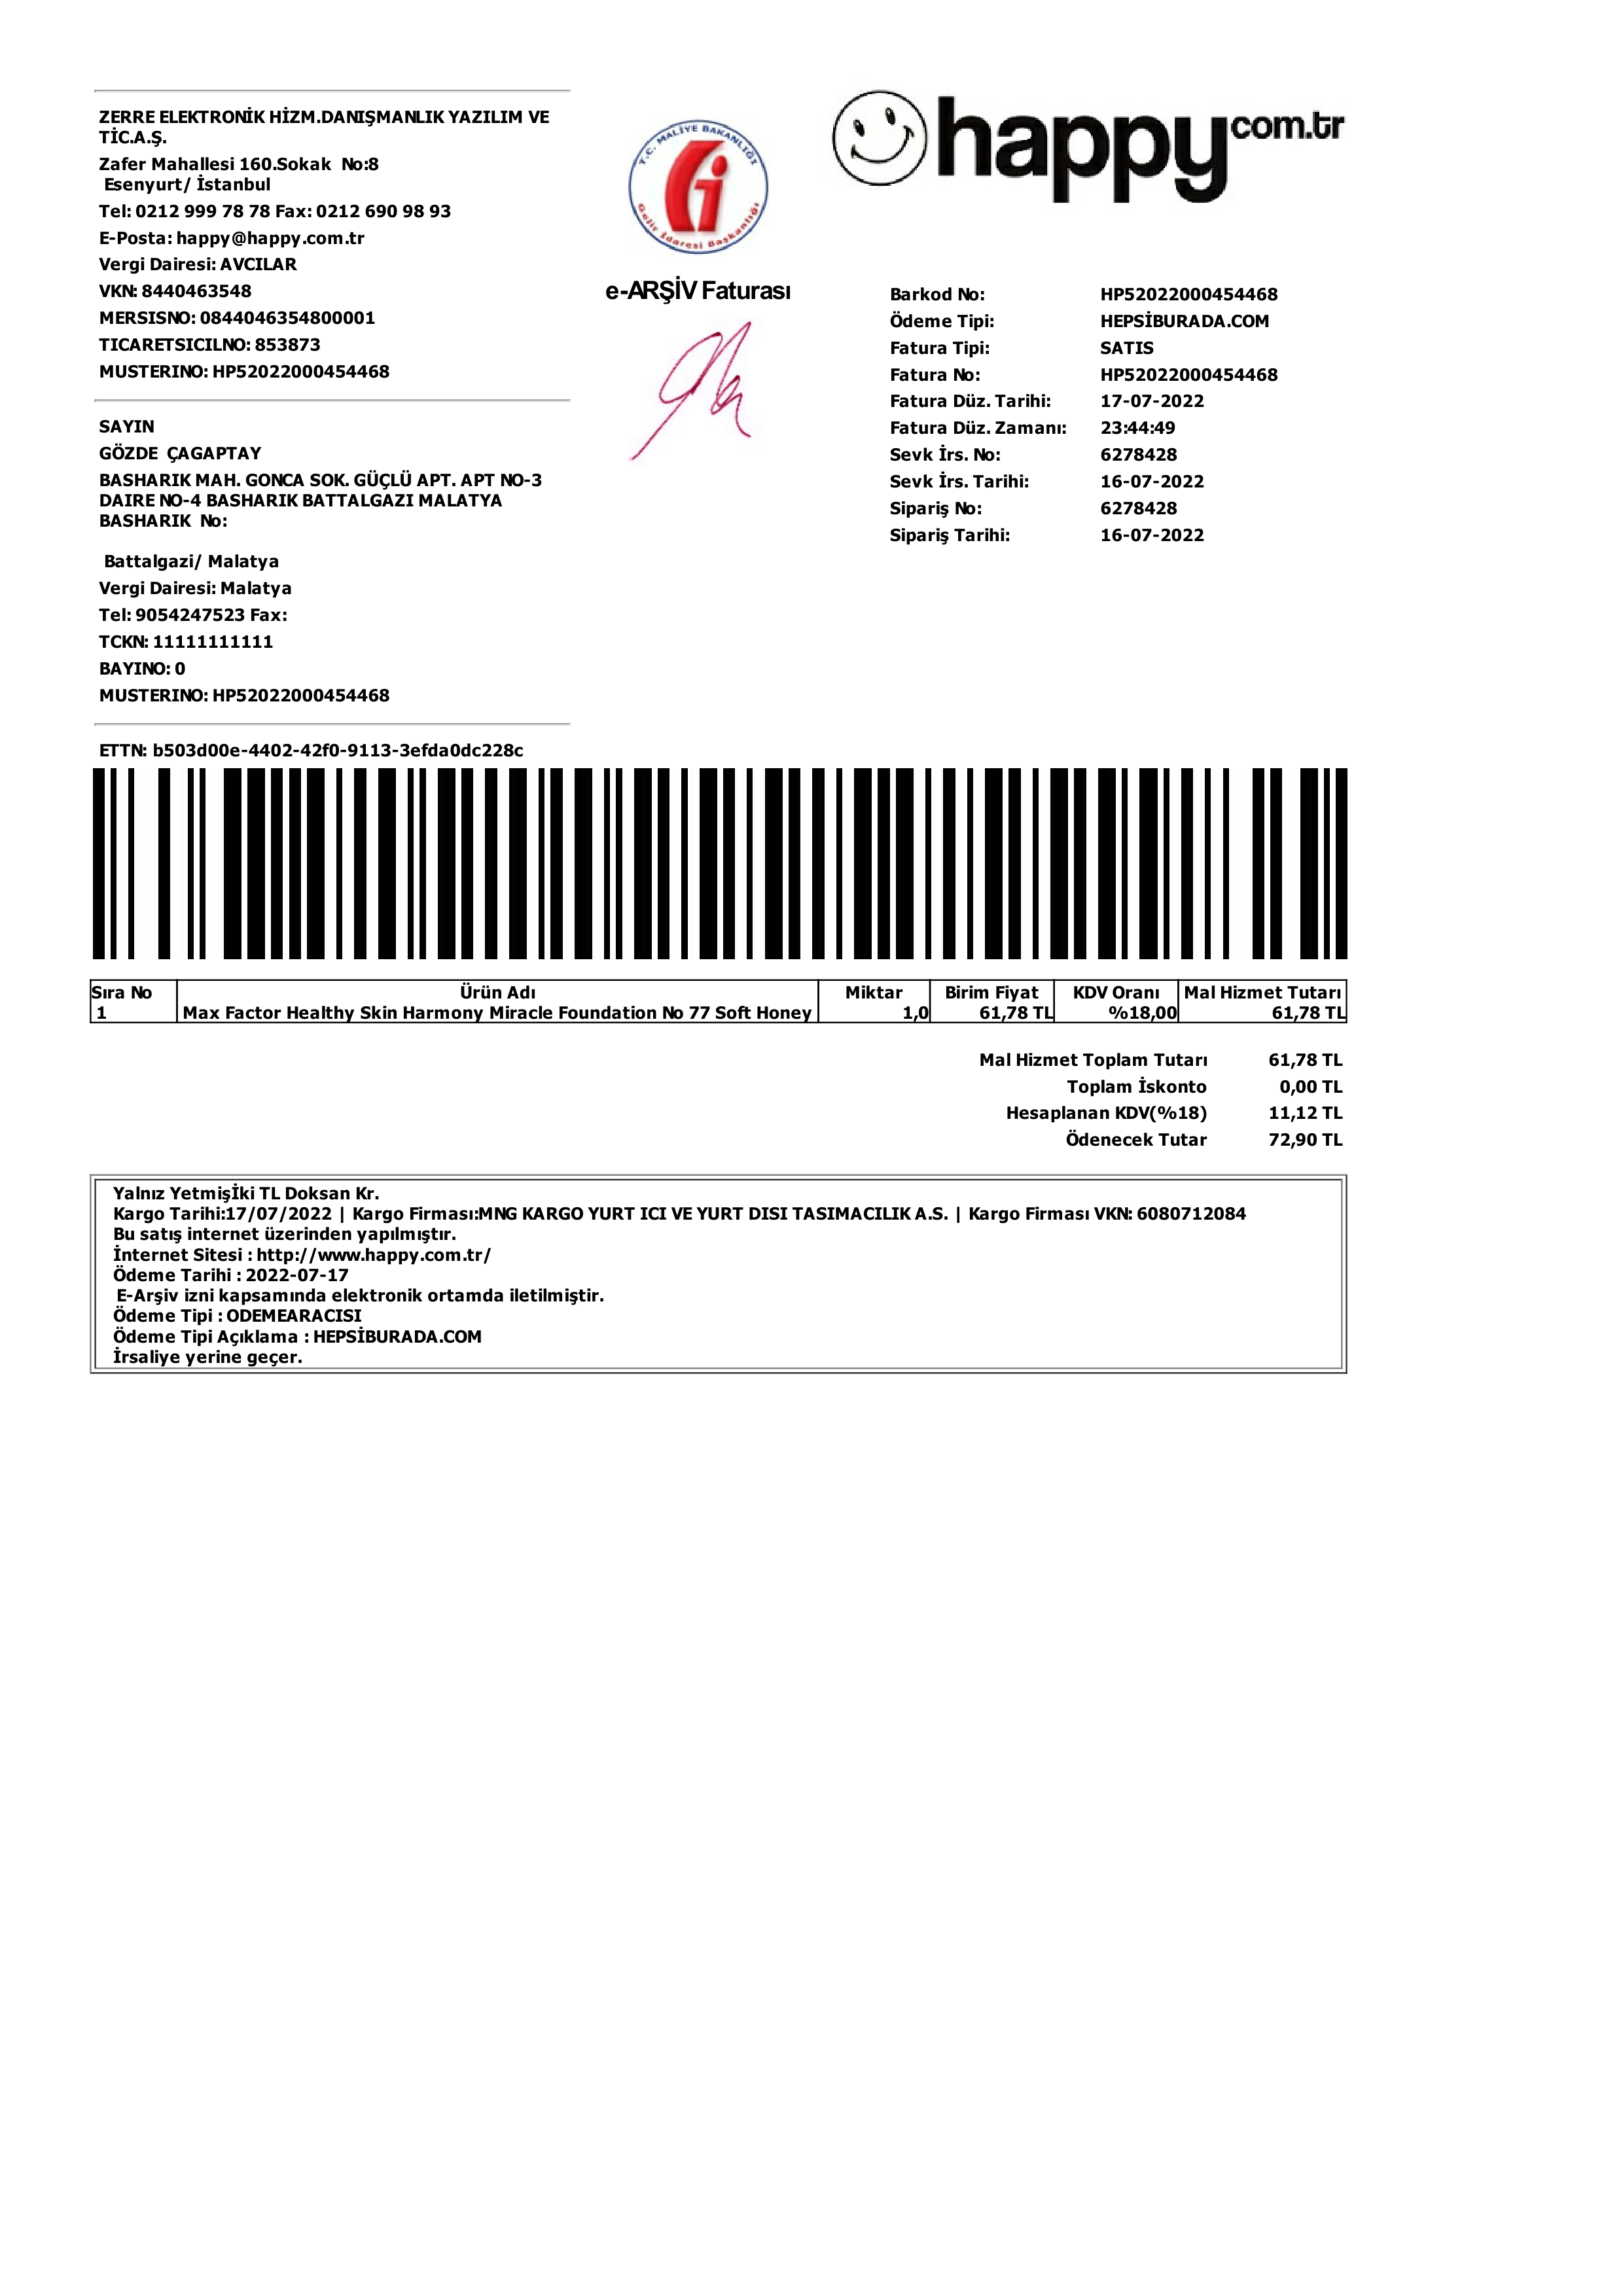 ZERRE ELEKTRONİK HİZM.DANIŞMANLIK YAZILIM VE
TİC.A.Ş.
Zafer Mahallesi 160.Sokak No:8
Esenyurt/ İstanbul
Tel: 0212 999 78 78 Fax: 0212 690 98 93
E-Posta: happy@happy.com.tr
Vergi Dairesi: AVCILAR
VKN: 8440463548
MERSISNO: 0844046354800001
TICARETSICILNO: 853873
MUSTERINO: HP52022000454468
SAYIN
GÖZDE ÇAGAPTAY
BASHARIK MAH. GONCA SOK. GÜÇLÜ APT. APT NO-3
DAIRE NO-4 BASHARIK BATTALGAZI MALATYA
BASHARIK No:
Battalgazi/ Malatya
Vergi Dairesi: Malatya
Tel: 9054247523 Fax:
TCKN: 11111111111
BAYINO: 0
MUSTERINO: HP52022000454468
ETTN: b503d00e-4402-42f0-9113-3efda0dc228c
T.C. MALİYE BAKANLIĞI
Gelir İdaresi Başkanlığı
e-ARŞİV Faturası
happy com.tr
Barkod No: HP52022000454468
Ödeme Tipi: HEPSİBURADA.COM
Fatura Tipi: SATIS
Fatura No: HP52022000454468
Fatura Düz. Tarihi: 17-07-2022
Fatura Düz. Zamanı: 23:44:49
Sevk İrs. No: 6278428
Sevk İrs. Tarihi: 16-07-2022
Sipariş No: 6278428
Sipariş Tarihi: 16-07-2022
Sıra No Ürün Adı Miktar Birim Fiyat KDV Oranı Mal Hizmet Tutarı
1 Max Factor Healthy Skin Harmony Miracle Foundation No 77 Soft Honey 1,0 61,78 TL %18,00 61,78 TL
Mal Hizmet Toplam Tutarı 61,78 TL
Toplam İskonto 0,00 TL
Hesaplanan KDV(%18) 11,12 TL
Ödenecek Tutar 72,90 TL
Yalnız Yetmişİki TL Doksan Kr.
Kargo Tarihi:17/07/2022 | Kargo Firması:MNG KARGO YURT ICI VE YURT DISI TASIMACILIK A.S. | Kargo Firması VKN: 6080712084
Bu satış internet üzerinden yapılmıştır.
İnternet Sitesi : http://www.happy.com.tr/
Ödeme Tarihi : 2022-07-17
E-Arşiv izni kapsamında elektronik ortamda iletilmiştir.
Ödeme Tipi : ODEMEARACISI
Ödeme Tipi Açıklama : HEPSİBURADA.COM
İrsaliye yerine geçer.